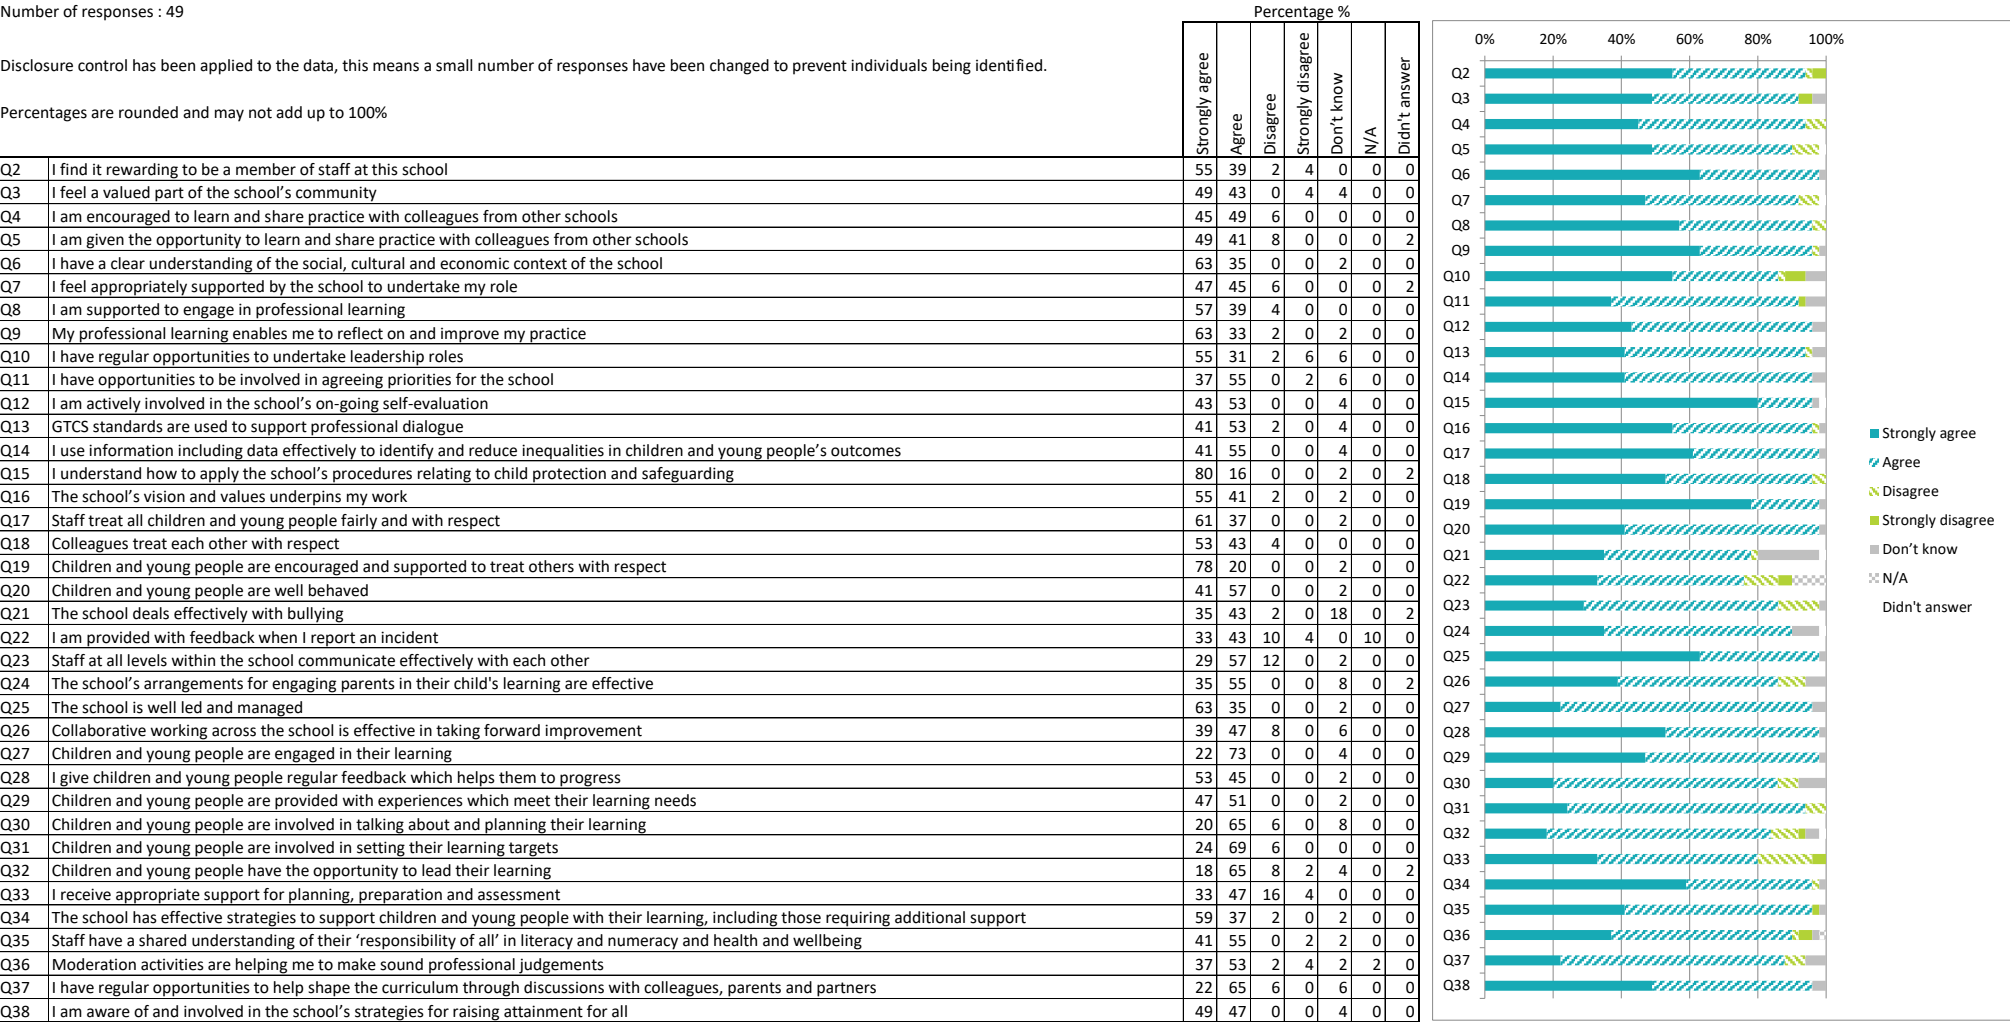 Number of responses : 49
Percentage %
Disclosure control has been applied to the data, this means a small number of responses have been changed to prevent individuals being identified.
Percentages are rounded and may not add up to 100%
Strongly agree
Agree
Disagree
Strongly disagree
Don't know
N/A
Didn't answer
Q2 I find it rewarding to be a member of staff at this school 55 39 2 4 0 0 0
Q3 I feel a valued part of the school’s community 49 43 0 4 4 0 0
Q4 I am encouraged to learn and share practice with colleagues from other schools 45 49 6 0 0 0 0
Q5 I am given the opportunity to learn and share practice with colleagues from other schools 49 41 8 0 0 0 2
Q6 I have a clear understanding of the social, cultural and economic context of the school 63 35 0 0 2 0 0
Q7 I feel appropriately supported by the school to undertake my role 47 45 6 0 0 0 2
Q8 I am supported to engage in professional learning 57 39 4 0 0 0 0
Q9 My professional learning enables me to reflect on and improve my practice 63 33 2 0 2 0 0
Q10 I have regular opportunities to undertake leadership roles 55 31 2 6 6 0 0
Q11 I have opportunities to be involved in agreeing priorities for the school 37 55 0 2 6 0 0
Q12 I am actively involved in the school’s on-going self-evaluation 43 53 0 0 4 0 0
Q13 GTCS standards are used to support professional dialogue 41 53 2 0 4 0 0
Q14 I use information including data effectively to identify and reduce inequalities in children and young people’s outcomes 41 55 0 0 4 0 0
Q15 I understand how to apply the school’s procedures relating to child protection and safeguarding 80 16 0 0 2 0 2
Q16 The school’s vision and values underpins my work 55 41 2 0 2 0 0
Q17 Staff treat all children and young people fairly and with respect 61 37 0 0 2 0 0
Q18 Colleagues treat each other with respect 53 43 4 0 0 0 0
Q19 Children and young people are encouraged and supported to treat others with respect 78 20 0 0 2 0 0
Q20 Children and young people are well behaved 41 57 0 0 2 0 0
Q21 The school deals effectively with bullying 35 43 2 0 18 0 2
Q22 I am provided with feedback when I report an incident 33 43 10 4 0 10 0
Q23 Staff at all levels within the school communicate effectively with each other 29 57 12 0 2 0 0
Q24 The school’s arrangements for engaging parents in their child's learning are effective 35 55 0 0 8 0 2
Q25 The school is well led and managed 63 35 0 0 2 0 0
Q26 Collaborative working across the school is effective in taking forward improvement 39 47 8 0 6 0 0
Q27 Children and young people are engaged in their learning 22 73 0 0 4 0 0
Q28 I give children and young people regular feedback which helps them to progress 53 45 0 0 2 0 0
Q29 Children and young people are provided with experiences which meet their learning needs 47 51 0 0 2 0 0
Q30 Children and young people are involved in talking about and planning their learning 20 65 6 0 8 0 0
Q31 Children and young people are involved in setting their learning targets 24 69 6 0 0 0 0
Q32 Children and young people have the opportunity to lead their learning 18 65 8 2 4 0 2
Q33 I receive appropriate support for planning, preparation and assessment 33 47 16 4 0 0 0
Q34 The school has effective strategies to support children and young people with their learning, including those requiring additional support 59 37 2 0 2 0 0
Q35 Staff have a shared understanding of their ‘responsibility of all’ in literacy and numeracy and health and wellbeing 41 55 0 2 2 0 0
Q36 Moderation activities are helping me to make sound professional judgements 37 53 2 4 2 2 0
Q37 I have regular opportunities to help shape the curriculum through discussions with colleagues, parents and partners 22 65 6 0 6 0 0
Q38 I am aware of and involved in the school’s strategies for raising attainment for all 49 47 0 0 4 0 0
0% 20% 40% 60% 80% 100%
Q2
Q3
Q4
Q5
Q6
Q7
Q8
Q9
Q10
Q11
Q12
Q13
Q14
Q15
Q16
Q17
Q18
Q19
Q20
Q21
Q22
Q23
Q24
Q25
Q26
Q27
Q28
Q29
Q30
Q31
Q32
Q33
Q34
Q35
Q36
Q37
Q38
Strongly agree
Agree
Disagree
Strongly disagree
Don’t know
N/A
Didn't answer